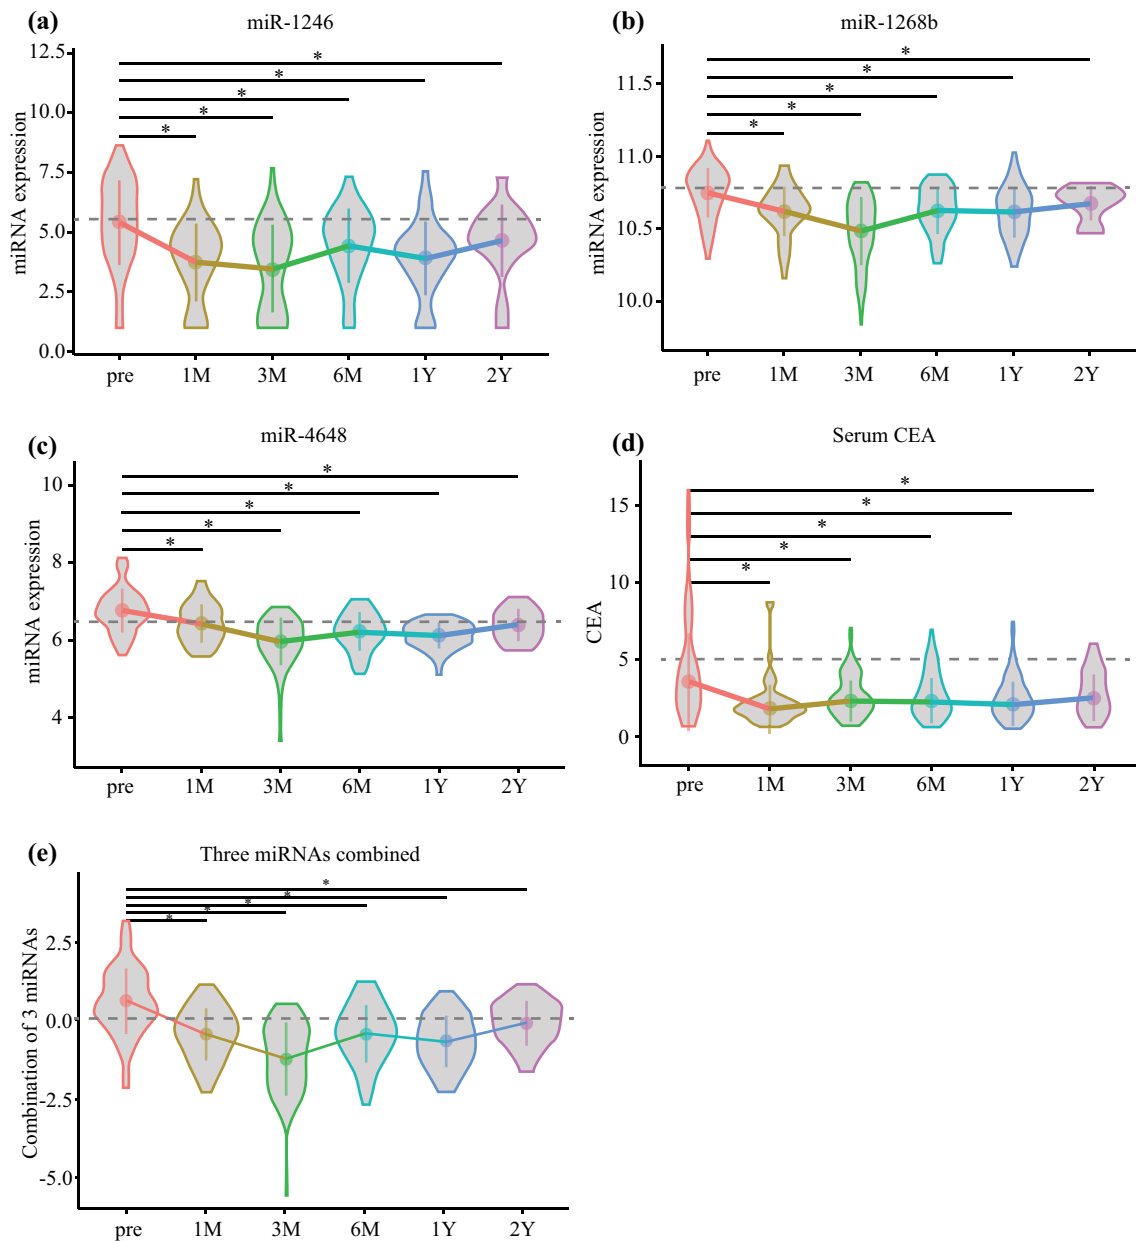 (a)
miR-1246
miRNA expression
12.5
10.0
7.5
5.0
2.5
0.0
*
*
*
*
*
pre 1M 3M 6M 1Y 2Y
(b)
miR-1268b
miRNA expression
11.5
11.0
10.5
10.0
*
*
*
*
*
pre 1M 3M 6M 1Y 2Y
(c)
miR-4648
miRNA expression
10
8
6
4
*
*
*
*
*
pre 1M 3M 6M 1Y 2Y
(d)
Serum CEA
CEA
15
10
5
0
*
*
*
*
*
pre 1M 3M 6M 1Y 2Y
(e)
Three miRNAs combined
Combination of 3 miRNAs
2.5
0.0
-2.5
-5.0
*
*
*
*
*
pre 1M 3M 6M 1Y 2Y